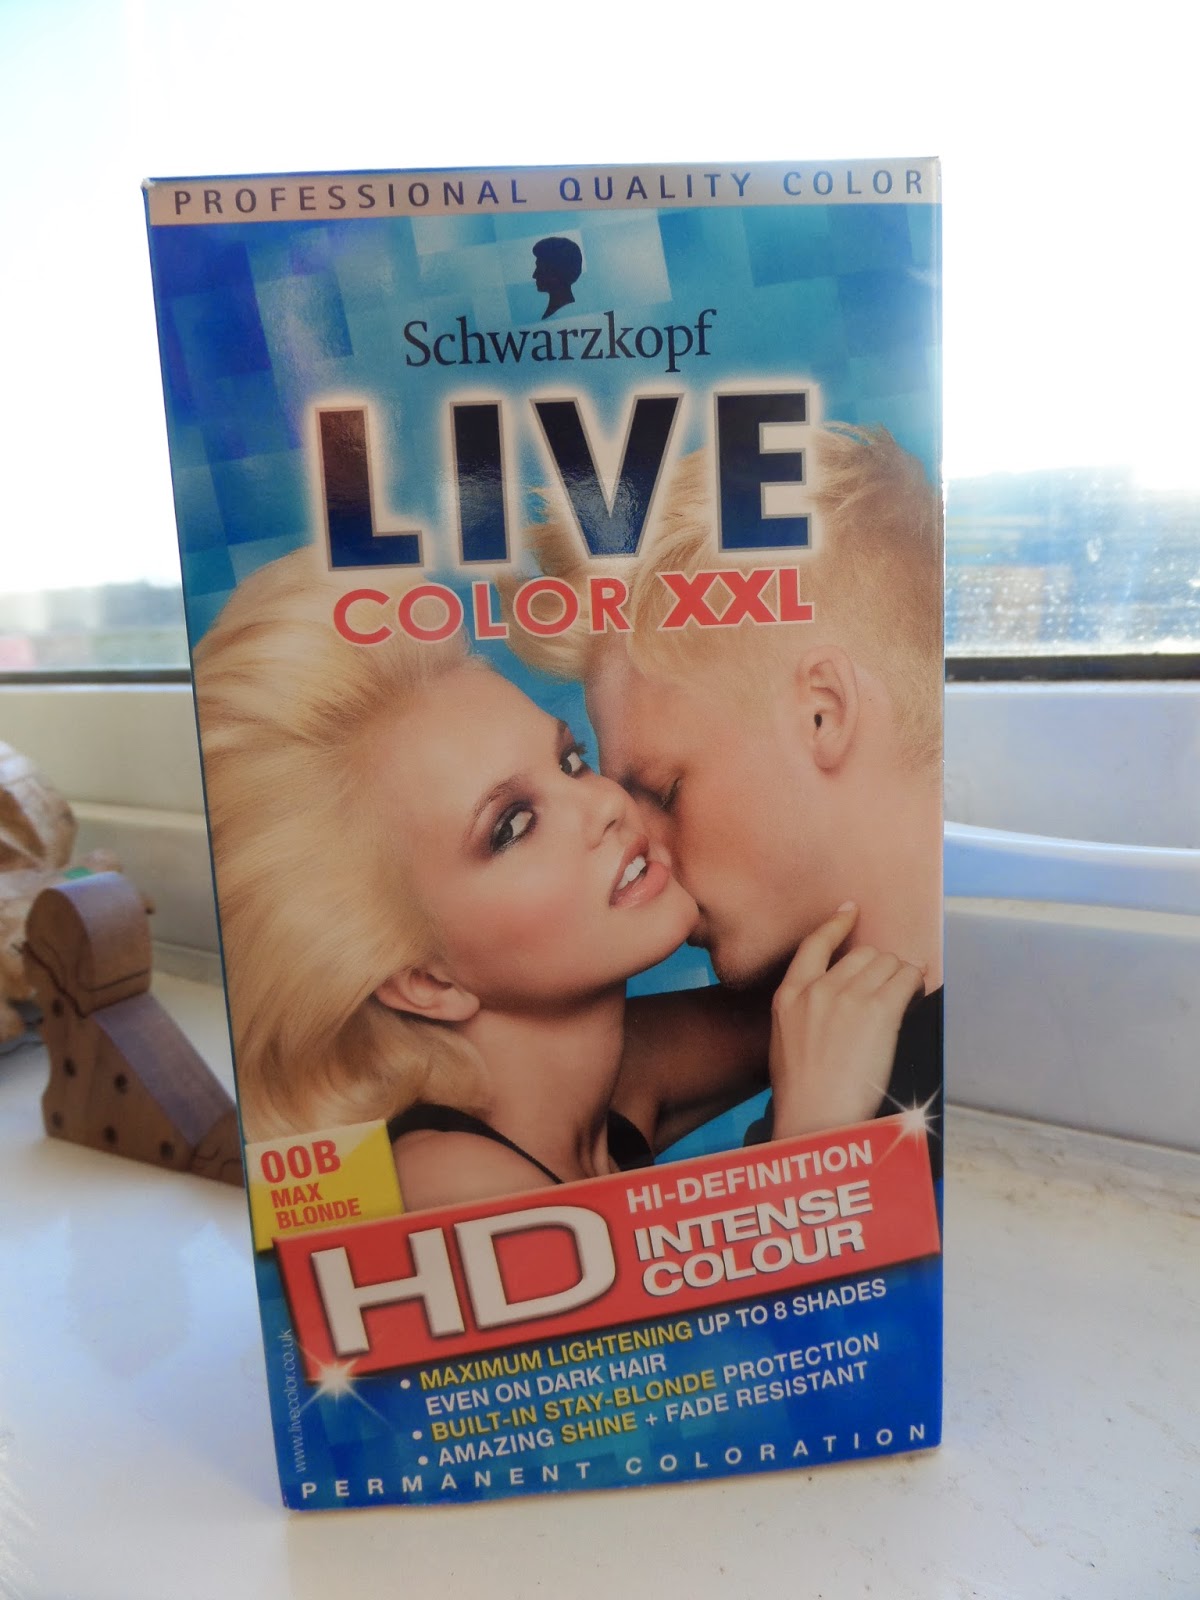 PROFESSIONAL QUALITY COLOR
Schwarzkopf
LIVE
COLOR XXL
00B
MAX
BLONDE
HD
HI-DEFINITION
INTENSE
COLOUR
• MAXIMUM LIGHTENING UP TO 8 SHADES
EVEN ON DARK HAIR
• BUILT-IN STAY-BLONDE PROTECTION
• AMAZING SHINE + FADE RESISTANT
www.livecolor.co.uk
PERMANENT COLORATION